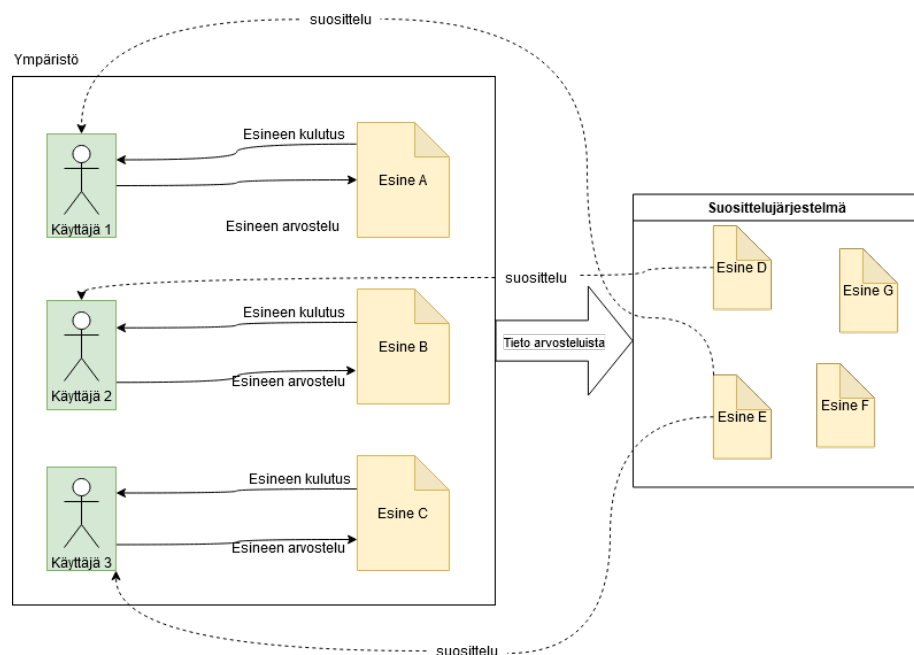 suosittelu
Ympäristö
Esineen kulutus
Esine A
Käyttäjä 1
Esineen arvostelu
Suosittelujärjestelmä
suosittelu
Esine D
Esine G
Esineen kulutus
Esine B
Tieto arvosteluista
Esineen arvostelu
Käyttäjä 2
Esine E
Esine F
Esineen kulutus
Esine C
Esineen arvostelu
Käyttäjä 3
suosittelu